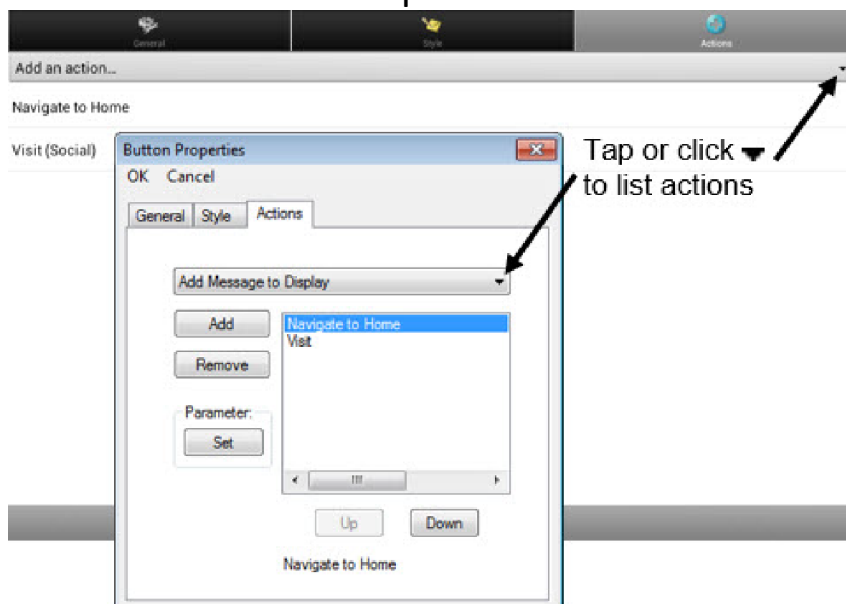 General Style Actions
Add an action...
Navigate to Home
Visit (Social)
Button Properties
OK Cancel
General Style Actions
Add Message to Display
Add
Remove
Navigate to Home
Visit
Parameter:
Set
Up Down
Navigate to Home
Tap or click
to list actions